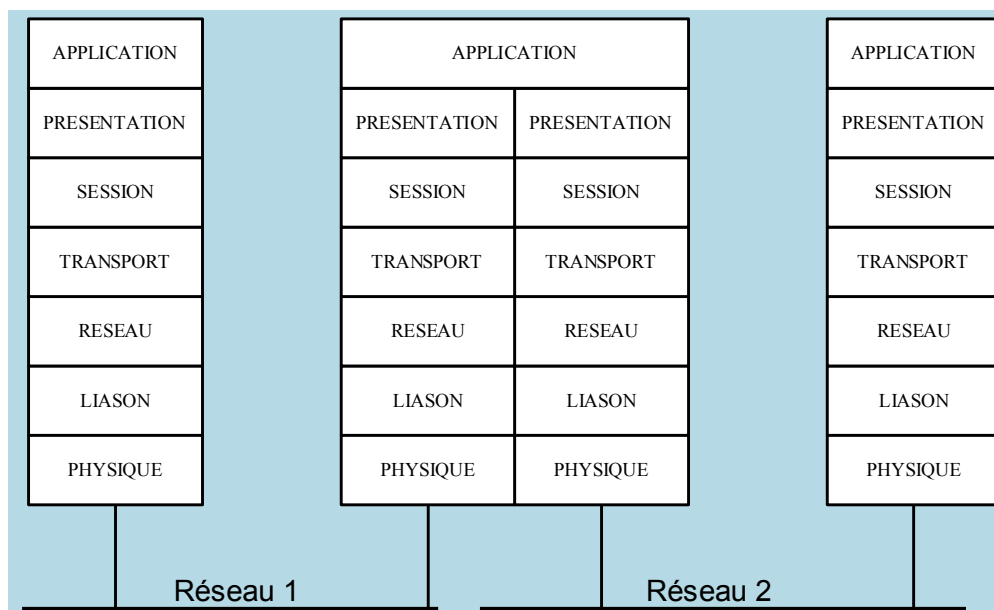 APPLICATION APPLICATION APPLICATION
PRESENTATION PRESENTATION PRESENTATION PRESENTATION
SESSION SESSION SESSION SESSION
TRANSPORT TRANSPORT TRANSPORT TRANSPORT
RESEAU RESEAU RESEAU RESEAU
LIASON LIASON LIASON LIASON
PHYSIQUE PHYSIQUE PHYSIQUE PHYSIQUE
Réseau 1 Réseau 2